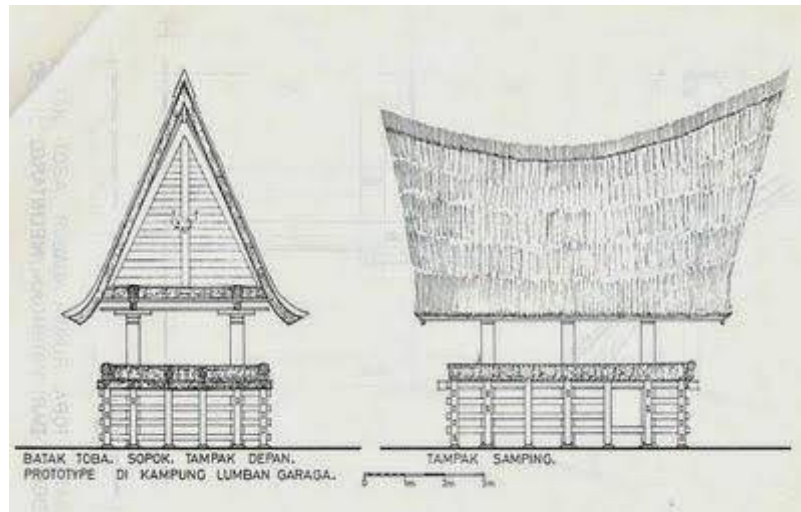 BATAK TOBA. SOPOK. TAMPAK DEPAN.
PROTOTYPE DI KAMPUNG LUMBAN GARAGA.
TAMPAK SAMPING.
0 1m 2m 3m